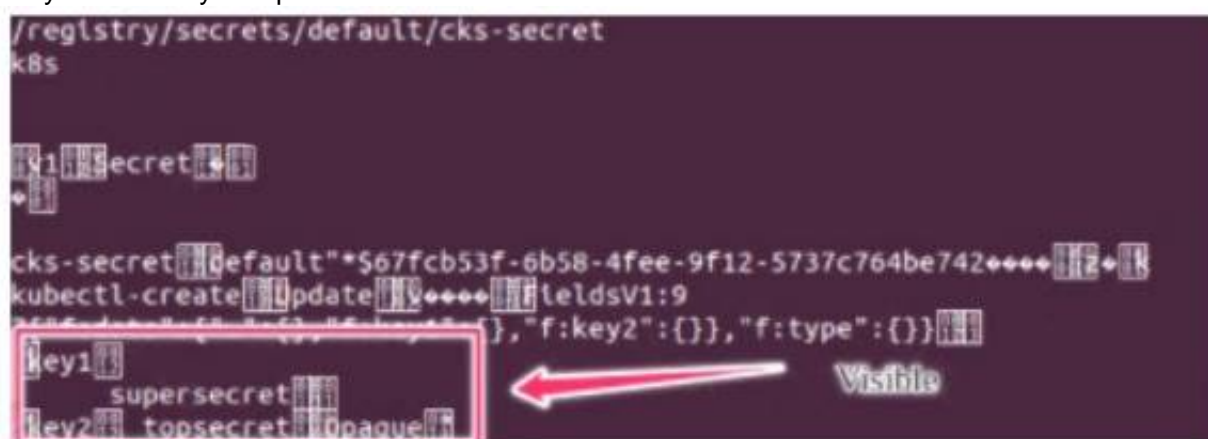 /registry/secrets/default/cks-secret
k8s
v1 Secret
cks-secret default"*$67fcb53f-6b58-4fee-9f12-5737c764be742 z k
kubectl-create Update v FieldsV1:9
{},"f:key2":{}},"f:type":{}}
key1
supersecret
Visible
key2 topsecret Opaque"